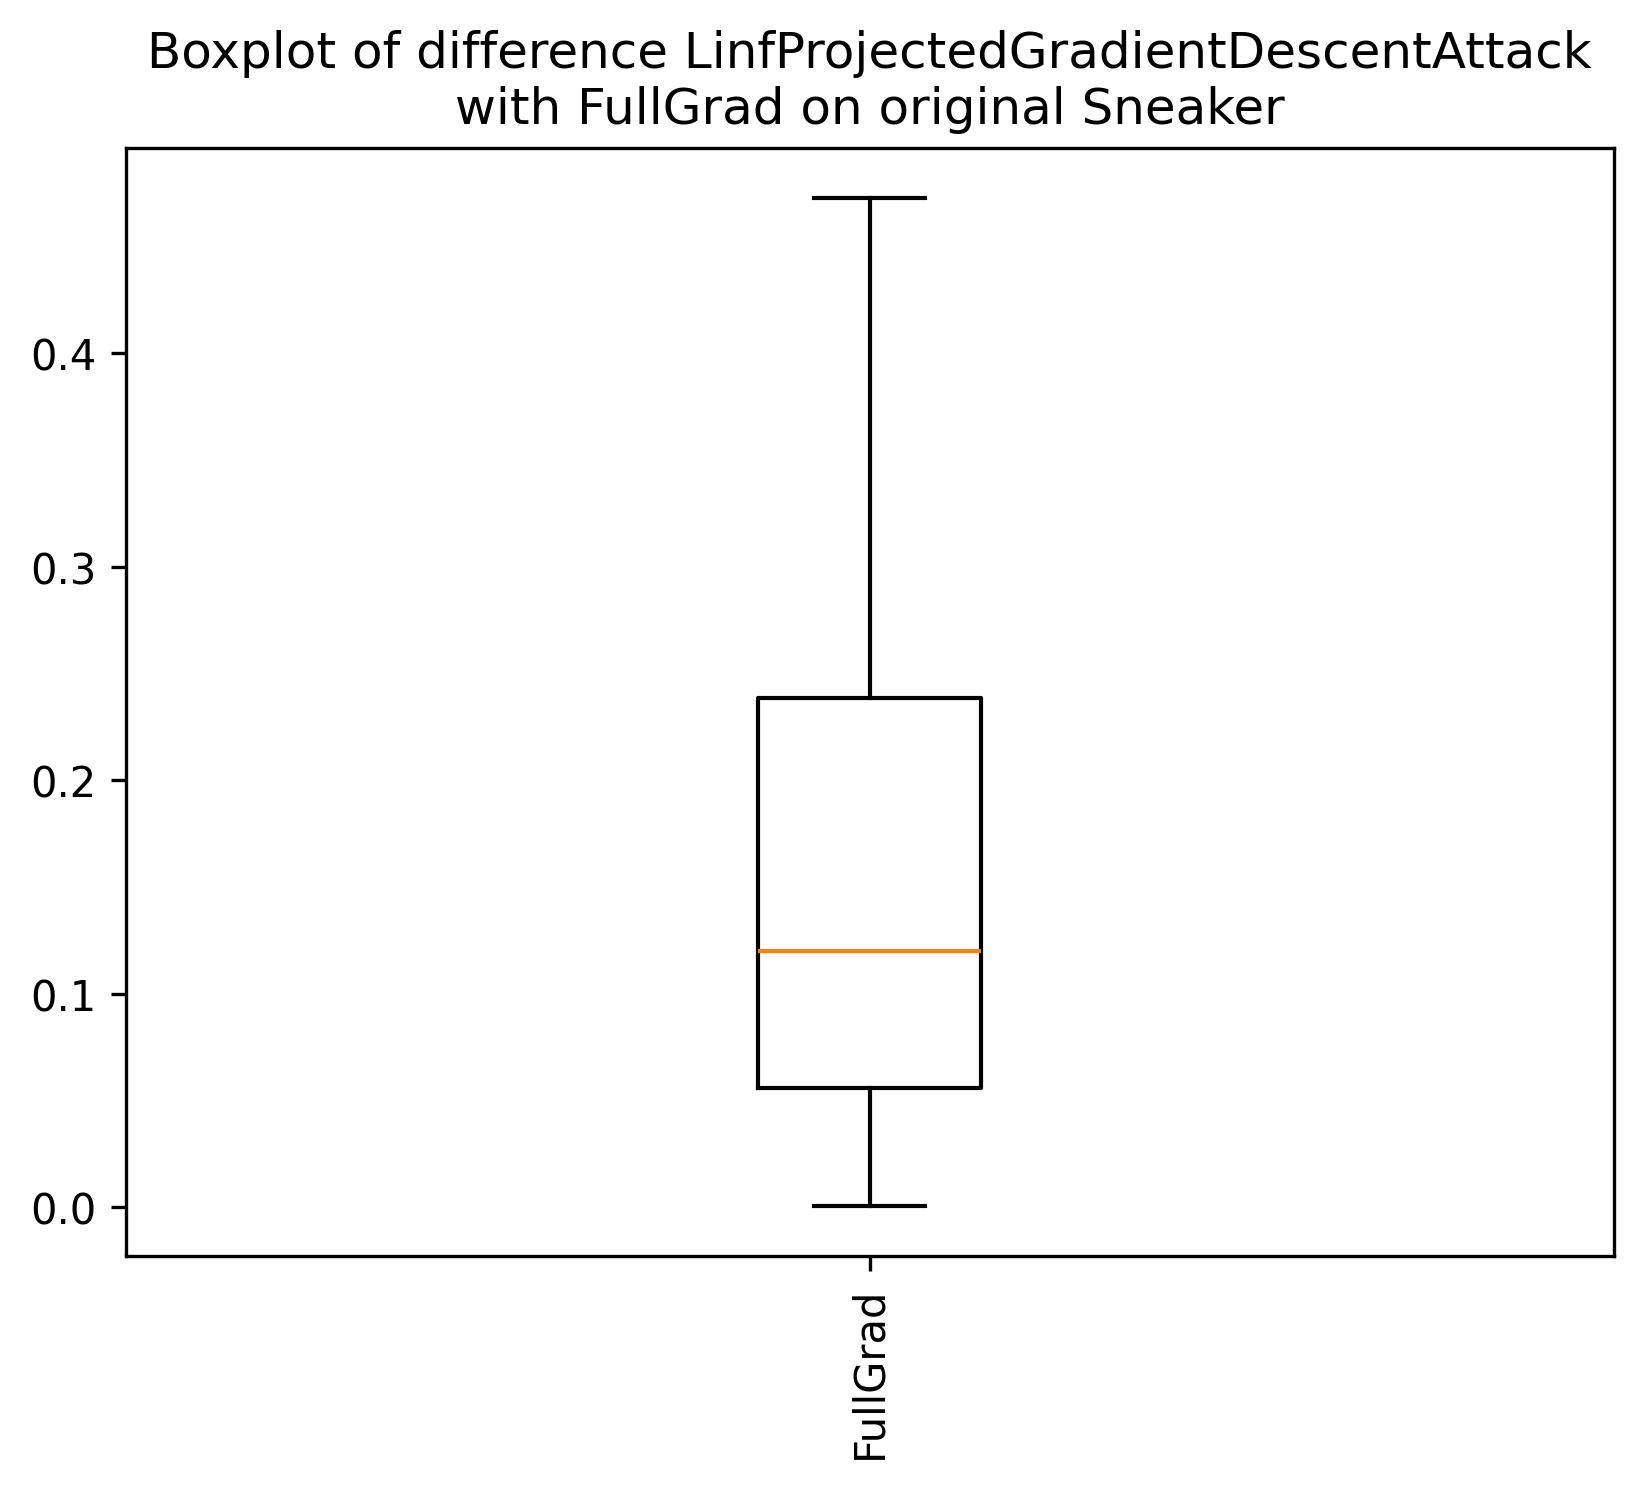 Boxplot of difference LinfProjectedGradientDescentAttack
with FullGrad on original Sneaker
0.4
0.3
0.2
0.1
0.0
FullGrad